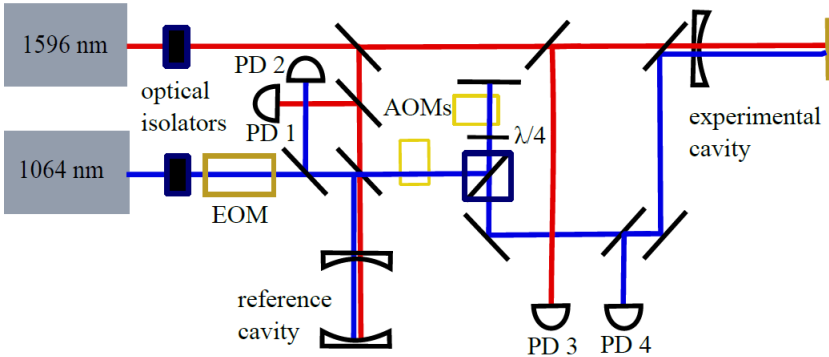 1596 nm
PD 2
optical
isolators
PD 1
AOMs
λ/4
experimental
cavity
1064 nm
EOM
reference
cavity
PD 3
PD 4